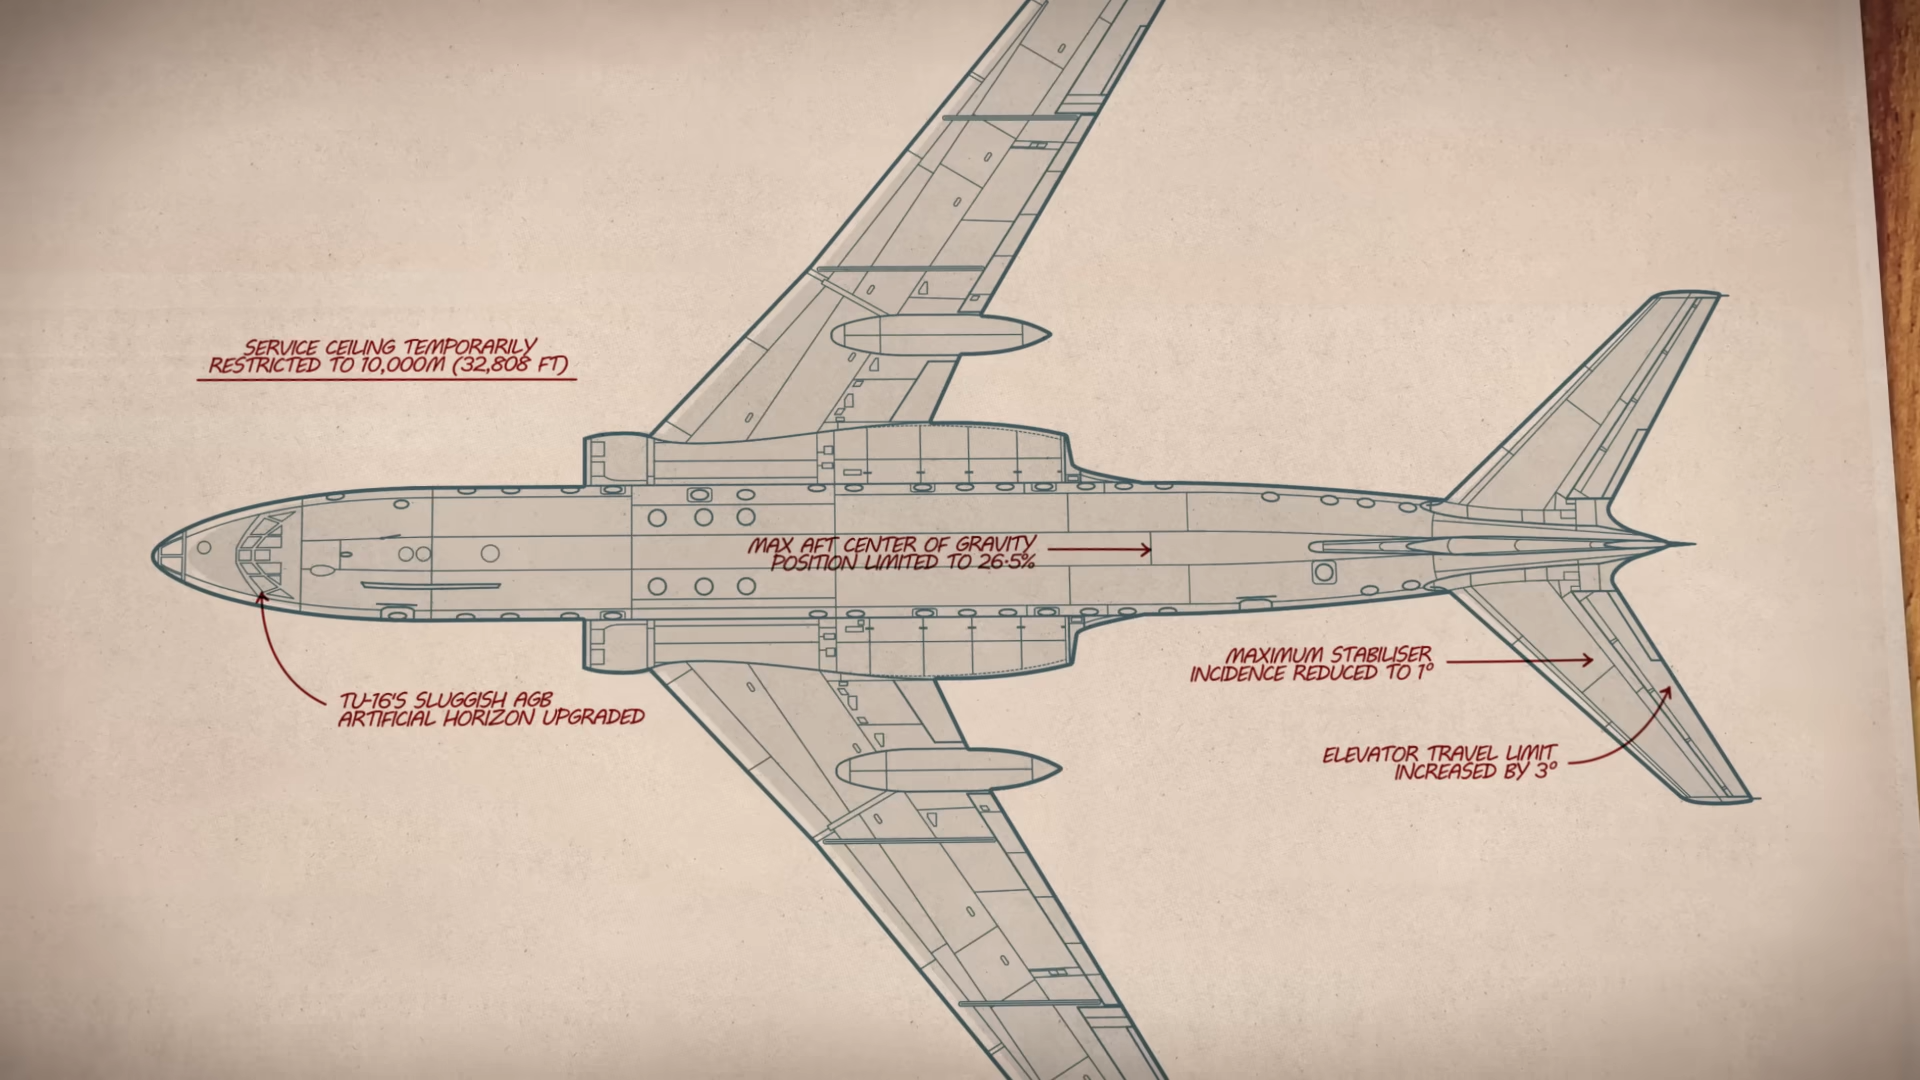 SERVICE CEILING TEMPORARILY
RESTRICTED TO 10,000M (32,808 FT)
MAX AFT CENTER OF GRAVITY
POSITION LIMITED TO 26.5%
TU-16'S SLUGGISH AGB
ARTIFICIAL HORIZON UPGRADED
MAXIMUM STABILISER
INCIDENCE REDUCED TO 1°
ELEVATOR TRAVEL LIMIT
INCREASED BY 3°